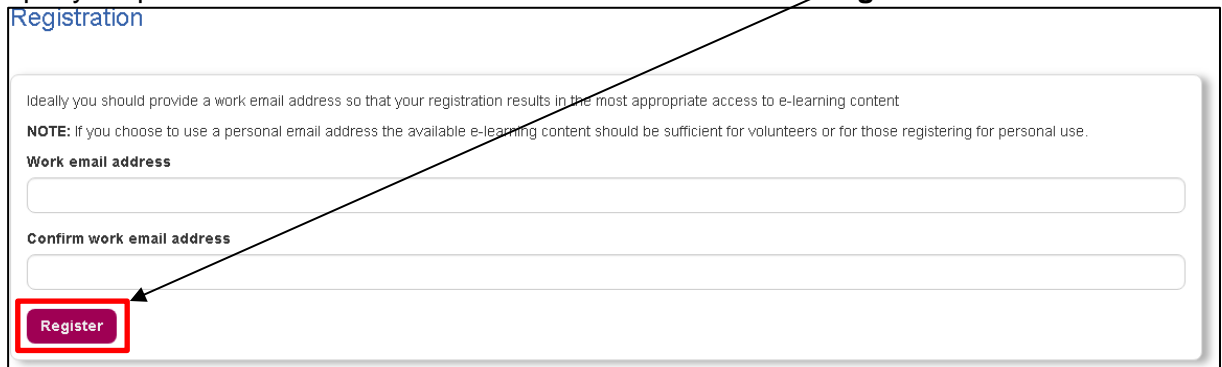 Registration
Ideally you should provide a work email address so that your registration results in the most appropriate access to e-learning content
NOTE: If you choose to use a personal email address the available e-learning content should be sufficient for volunteers or for those registering for personal use.
Work email address
Confirm work email address
Register